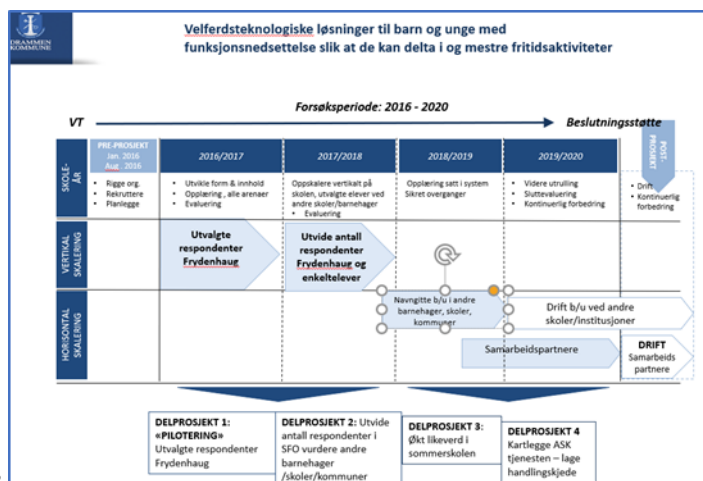 DRAMMEN
KOMMUNE
Velferdsteknologiske løsninger til barn og unge med
funksjonsnedsettelse slik at de kan delta i og mestre fritidsaktiviteter
Forsøksperiode: 2016 - 2020
VT
Beslutningsstøtte
SKOLE-
ÅR
PRE-PROSJEKT
Jan. 2016
Aug. 2016
2016/2017
2017/2018
2018/2019
2019/2020
POST-
PROSJEKT
• Rigge org.
• Rekruttere
• Planlegge
• Utvikle form & innhold
• Opplæring , alle arenaer
• Evaluering
Oppskalere vertikalt på
skolen, utvalgte elever ved
andre skoler/barnehager
• Evaluering
Opplæring satt i system
Sikret overganger
• Videre utrulling
• Sluttevaluering
• Kontinuerlig forbedring
• Drift
• Kontinuerlig
forbedring
VERTIKAL
SKALERING
Utvalgte
respondenter
Frydenhaug
Utvide antall
respondenter
Frydenhaug og
enkeltelever
HORISONTAL
SKALERING
Navngitte b/u i andre
barnehager, skoler,
kommuner
Drift b/u ved andre
skoler/institusjoner
Samarbeidspartnere
DRIFT
Samarbeids
partnere
DELPROSJEKT 1:
«PILOTERING»
Utvalgte respondenter
Frydenhaug
DELPROSJEKT 2: Utvide
antall respondenter i
SFO vurdere andre
barnehager
/skoler/kommuner
DELPROSJEKT 3:
Økt likeverd i
sommerskolen
DELPROSJEKT 4
Kartlegge ASK
tjenesten – lage
handlingskjede